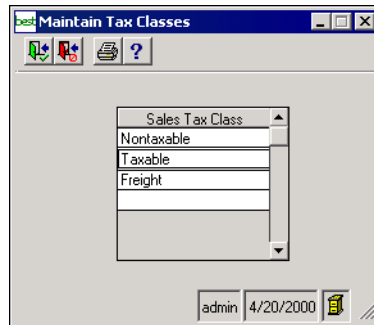 best Maintain Tax Classes
?
Sales Tax Class
Nontaxable
Taxable
Freight
admin 4/20/2000